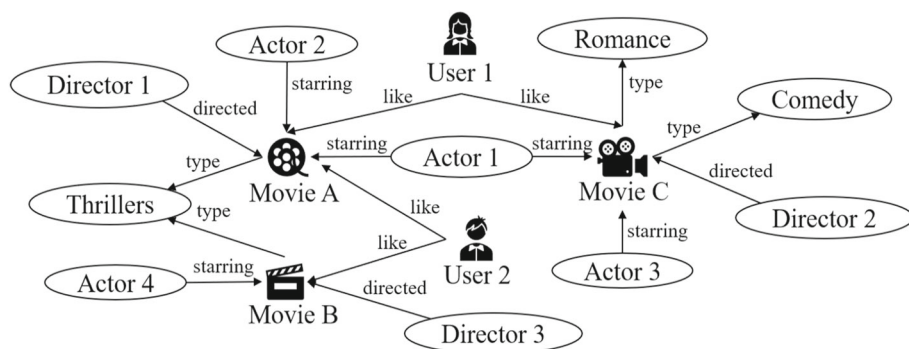 Actor 2
Romance
User 1
Director 1
starring
type
like
like
directed
Comedy
type
starring
starring
Actor 1
type
Movie A
Movie C
directed
Thrillers
type
like
Director 2
like
starring
starring
User 2
Actor 4
Actor 3
directed
Movie B
Director 3